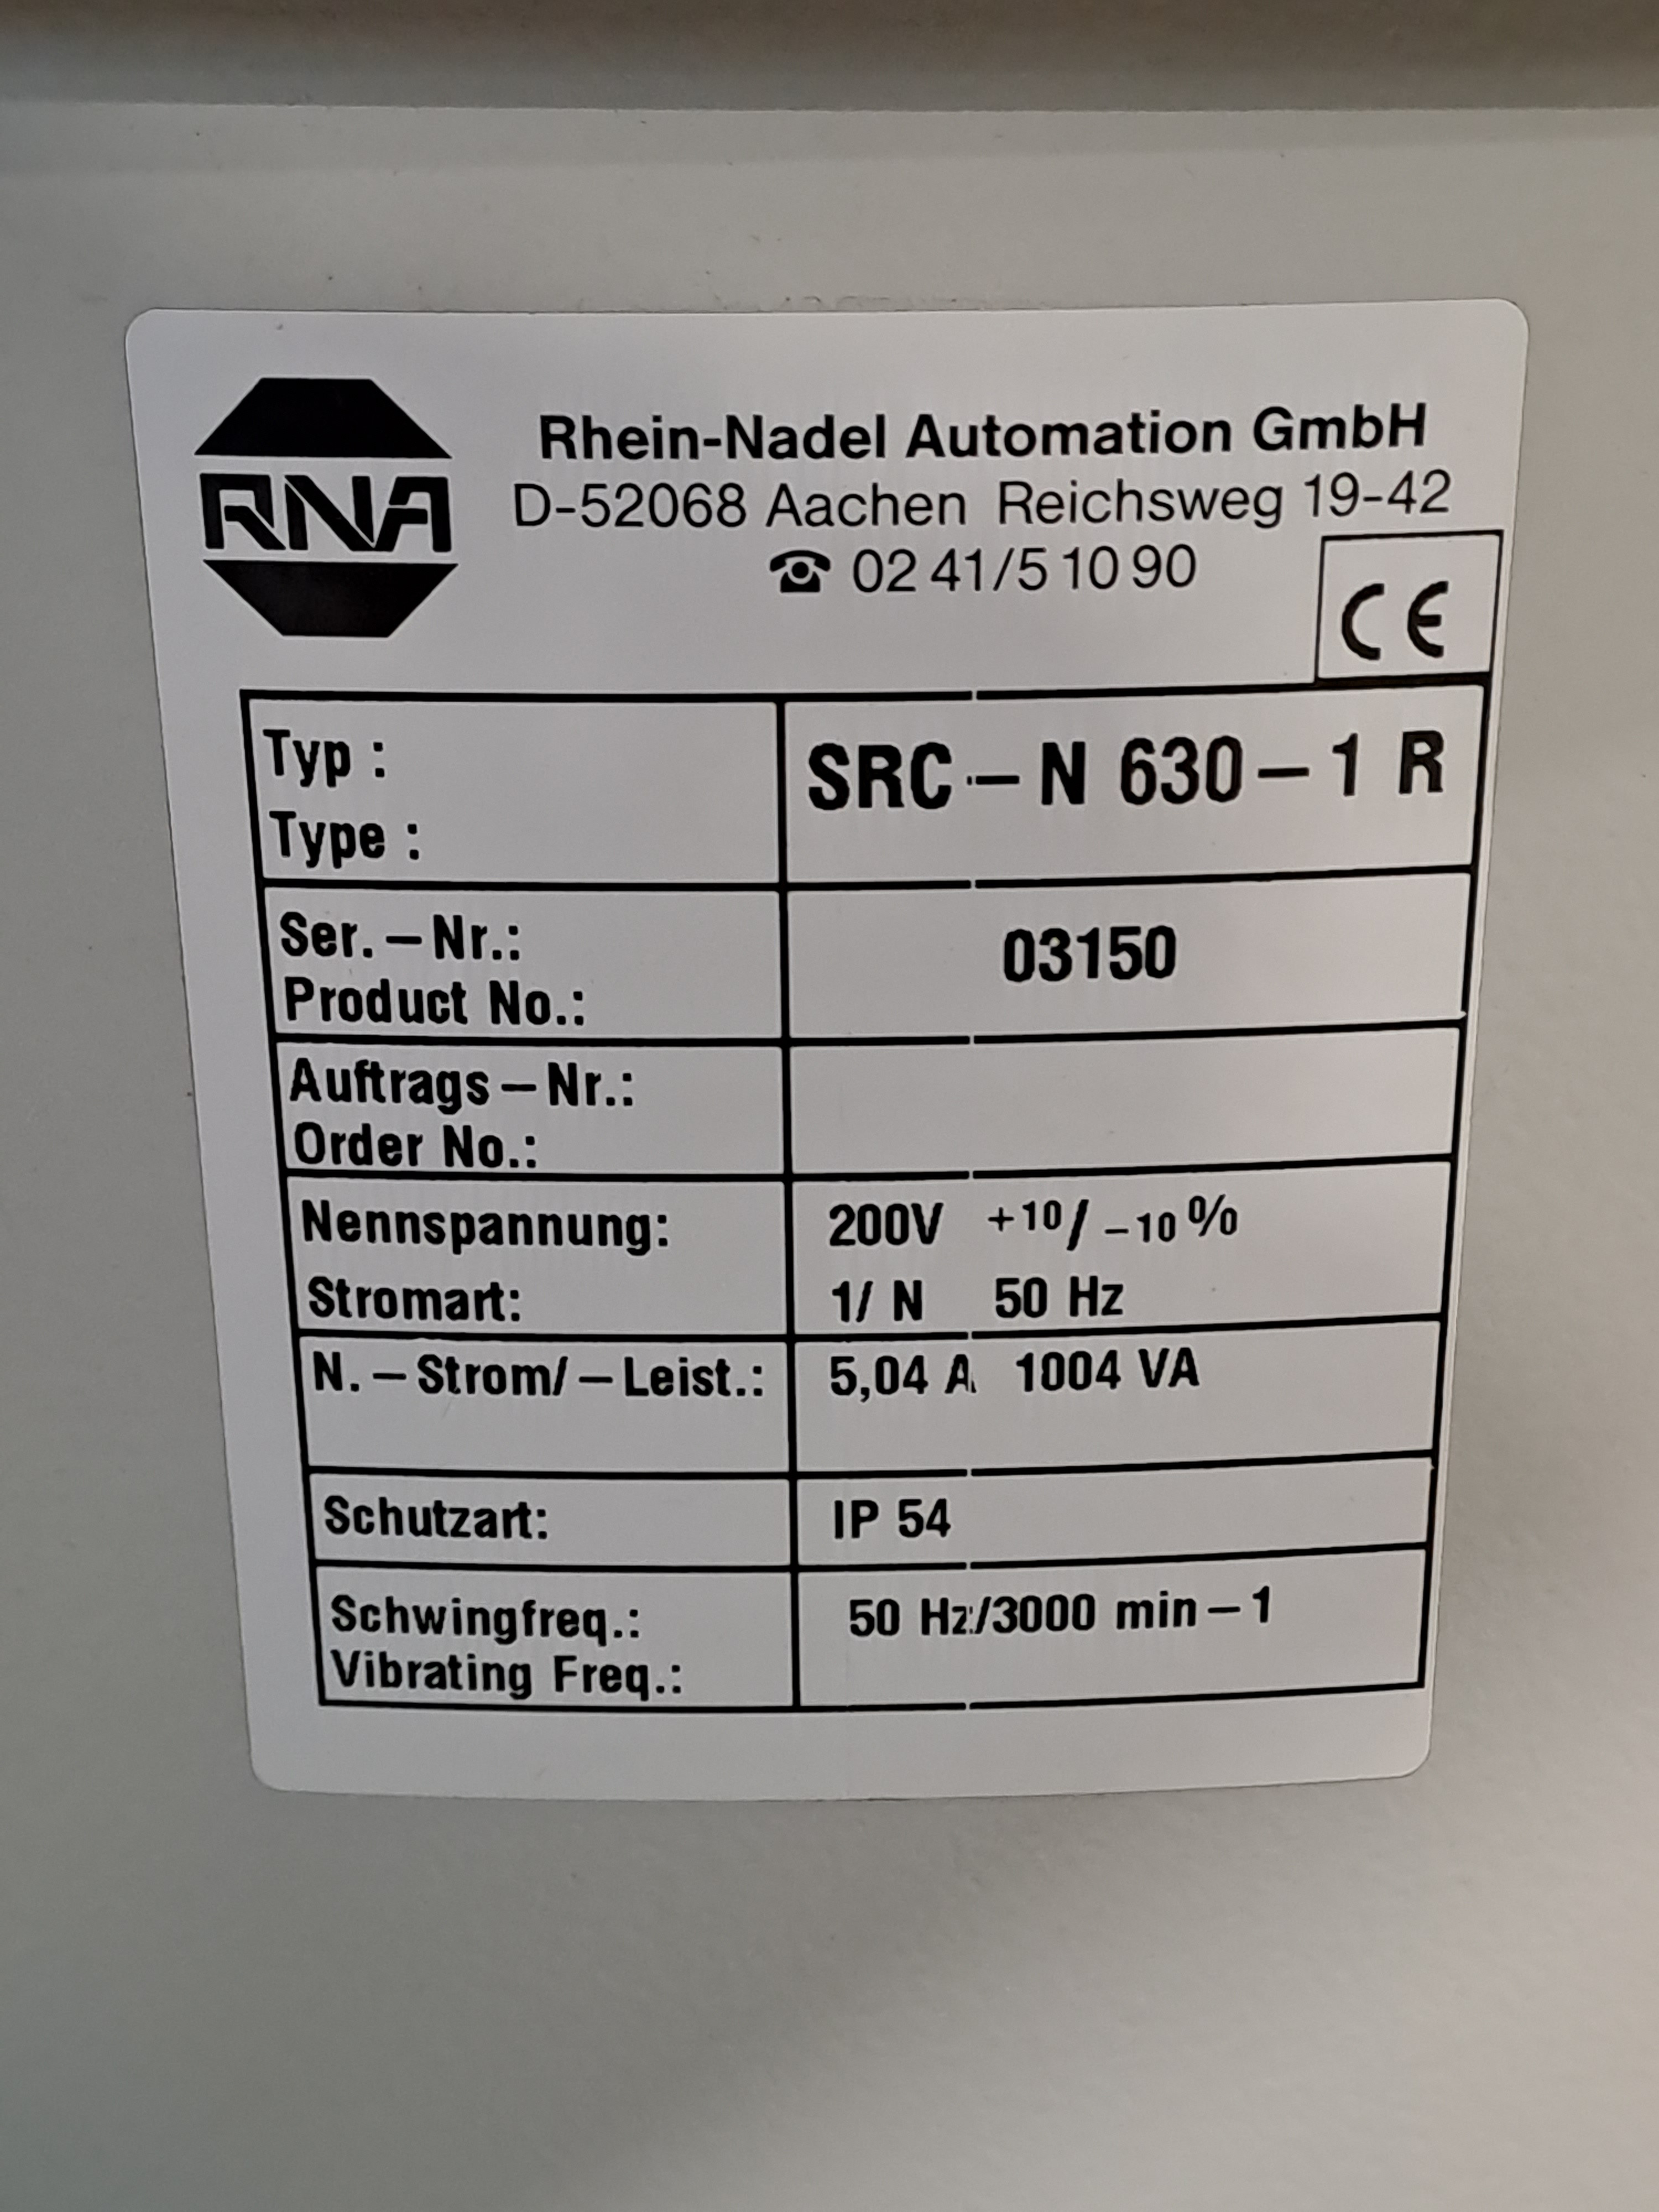 RNA
Rhein-Nadel Automation GmbH
D-52068 Aachen Reichsweg 19-42
☎ 02 41/5 10 90
CE
Typ : SRC - N 630 - 1 R
Type :
Ser. - Nr.: 03150
Product No.:
Auftrags - Nr.:
Order No.:
Nennspannung: 200V +10/ -10 %
Stromart: 1/ N 50 Hz
N. - Strom/ - Leist.: 5,04 A 1004 VA
Schutzart: IP 54
Schwingfreq.: 50 Hz/3000 min - 1
Vibrating Freq.: